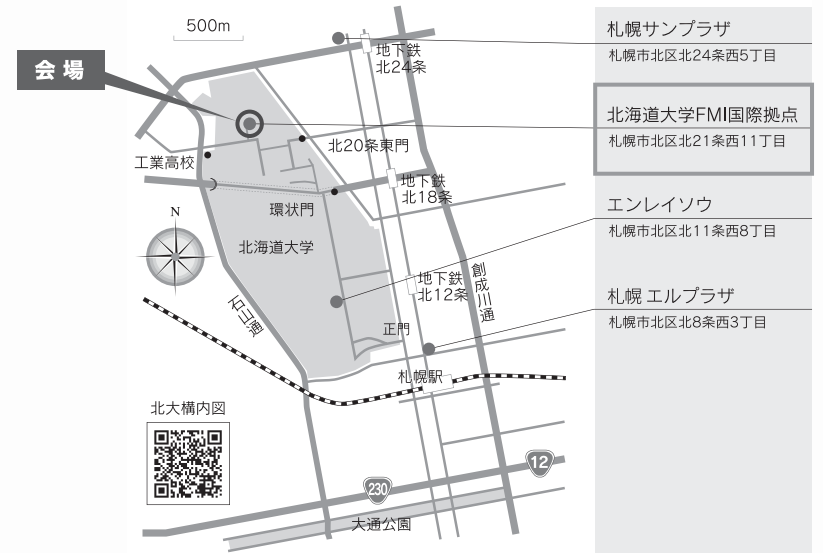 500m
会場
地下鉄
北24条
北20条東門
工業高校
地下鉄
北18条
環状門
N
北海道大学
地下鉄
北12条
創成川通
石山通
正門
札幌駅
北大構内図
230
12
大通公園
札幌サンプラザ
札幌市北区北24条西5丁目
北海道大学FMI国際拠点
札幌市北区北21条西11丁目
エンレイソウ
札幌市北区北11条西8丁目
札幌 エルプラザ
札幌市北区北8条西3丁目